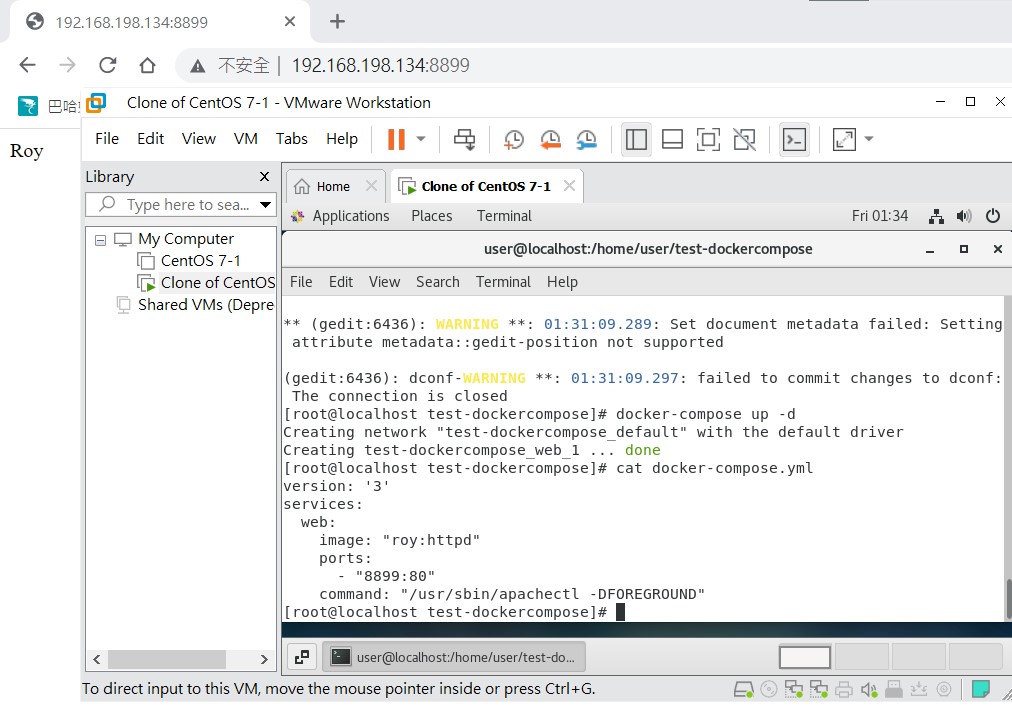 192.168.198.134:8899
不安全 | 192.168.198.134:8899
巴哈
Clone of CentOS 7-1 - VMware Workstation
File Edit View VM Tabs Help
Roy
Library
Type here to sea...
My Computer
CentOS 7-1
Clone of CentOS
Shared VMs (Depre
Home
Clone of CentOS 7-1
Applications Places Terminal Fri 01:34
user@localhost:/home/user/test-dockercompose
File Edit View Search Terminal Help
** (gedit:6436): WARNING **: 01:31:09.289: Set document metadata failed: Setting
 attribute metadata::gedit-position not supported
(gedit:6436): dconf-WARNING **: 01:31:09.297: failed to commit changes to dconf:
 The connection is closed
[root@localhost test-dockercompose]# docker-compose up -d
Creating network "test-dockercompose_default" with the default driver
Creating test-dockercompose_web_1 ... done
[root@localhost test-dockercompose]# cat docker-compose.yml
version: '3'
services:
  web:
    image: "roy:httpd"
    ports:
      - "8899:80"
    command: "/usr/sbin/apachectl -DFOREGROUND"
[root@localhost test-dockercompose]#
user@localhost:/home/user/test-do...
To direct input to this VM, move the mouse pointer inside or press Ctrl+G.